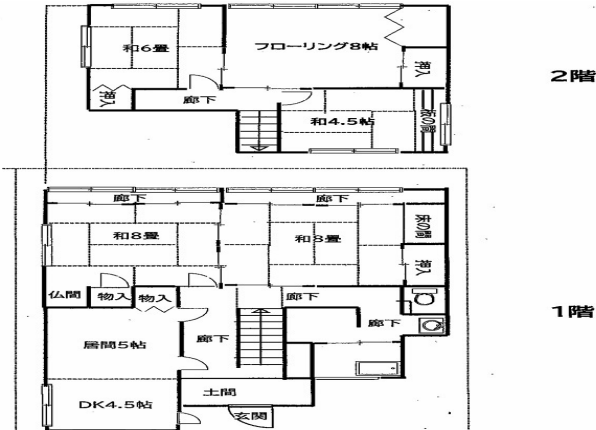 和6畳
フローリング8帖
押入
押入
廊下
和4.5帖
板の間
2階
廊下
廊下
和8畳
和8畳
床の間
押入
仏間
物入
物入
廊下
廊下
廊下
居間5帖
1階
土間
DK4.5帖
玄関